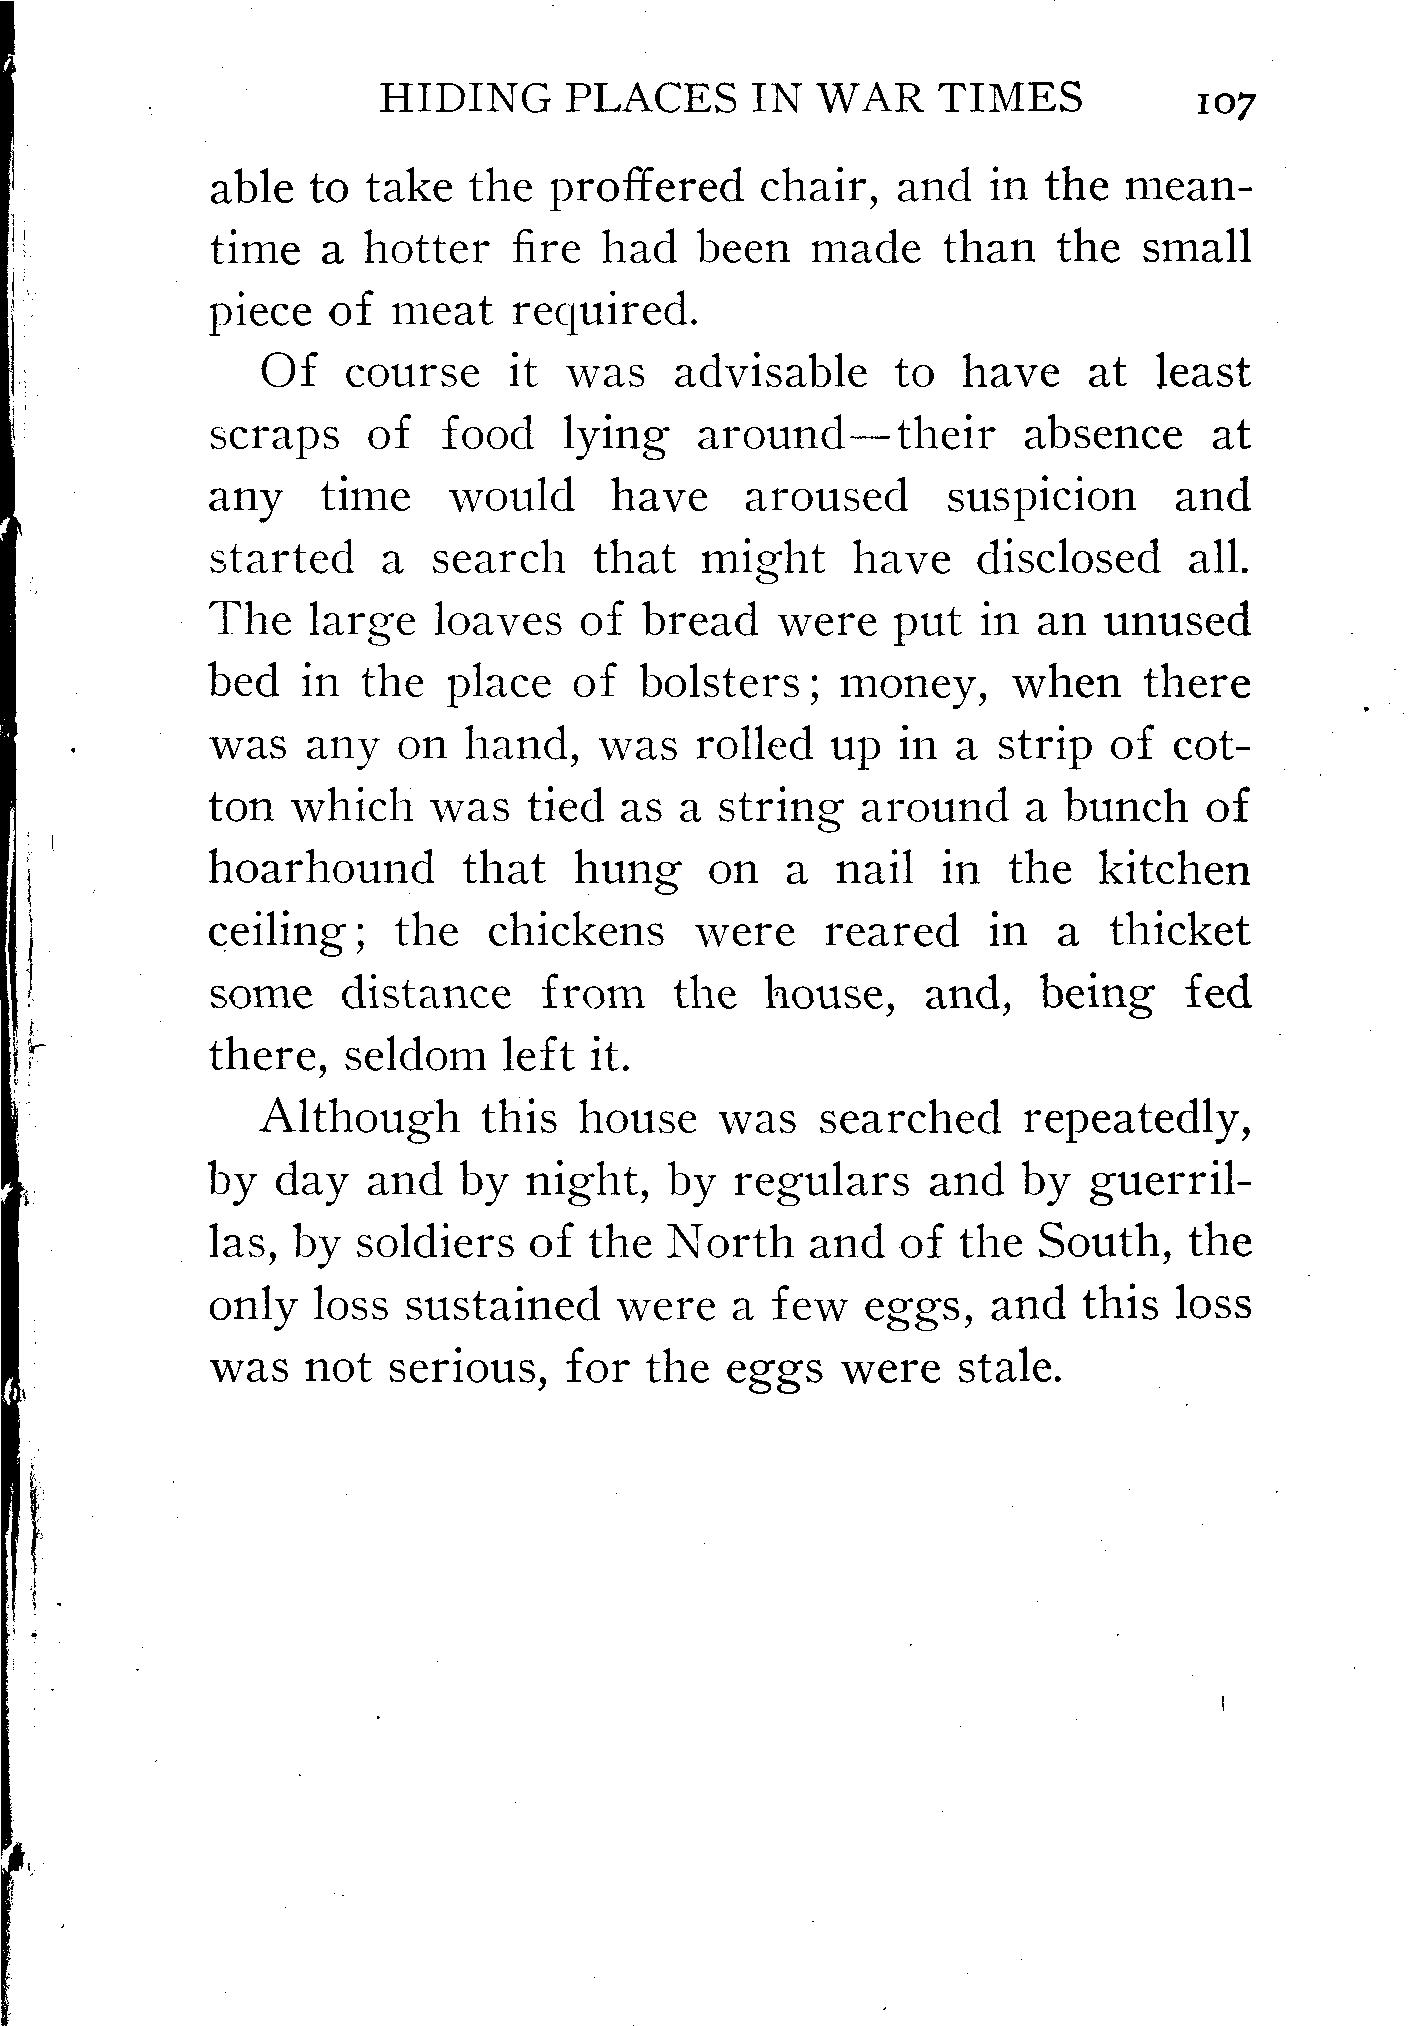 HIDING PLACES IN WAR TIMES 107
able to take the proffered chair, and in the mean-
time a hotter fire had been made than the small
piece of meat required.
Of course it was advisable to have at least
scraps of food lying around—their absence at
any time would have aroused suspicion and
started a search that might have disclosed all.
The large loaves of bread were put in an unused
bed in the place of bolsters; money, when there
was any on hand, was rolled up in a strip of cot-
ton which was tied as a string around a bunch of
hoarhound that hung on a nail in the kitchen
ceiling; the chickens were reared in a thicket
some distance from the house, and, being fed
there, seldom left it.
Although this house was searched repeatedly,
by day and by night, by regulars and by guerril-
las, by soldiers of the North and of the South, the
only loss sustained were a few eggs, and this loss
was not serious, for the eggs were stale.